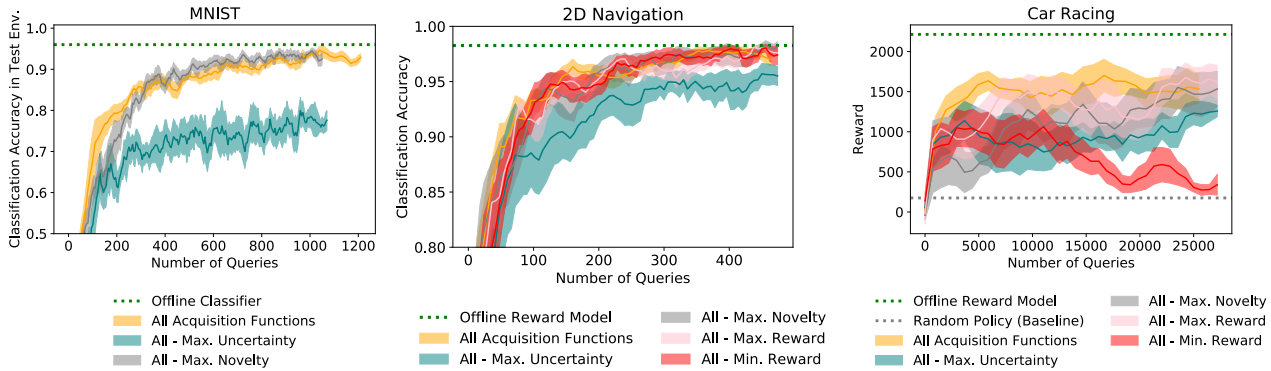 MNIST
Classification Accuracy in Test Env.
1.0
0.9
0.8
0.7
0.6
0.5
0 200 400 600 800 1000 1200
Number of Queries
Offline Classifier
All Acquisition Functions
All - Max. Uncertainty
All - Max. Novelty
2D Navigation
Classification Accuracy
1.00
0.95
0.90
0.85
0.80
0 100 200 300 400
Number of Queries
Offline Reward Model
All Acquisition Functions
All - Max. Uncertainty
All - Max. Novelty
All - Max. Reward
All - Min. Reward
Car Racing
Reward
2000
1500
1000
500
0
0 5000 10000 15000 20000 25000
Number of Queries
Offline Reward Model
Random Policy (Baseline)
All Acquisition Functions
All - Max. Uncertainty
All - Max. Novelty
All - Max. Reward
All - Min. Reward